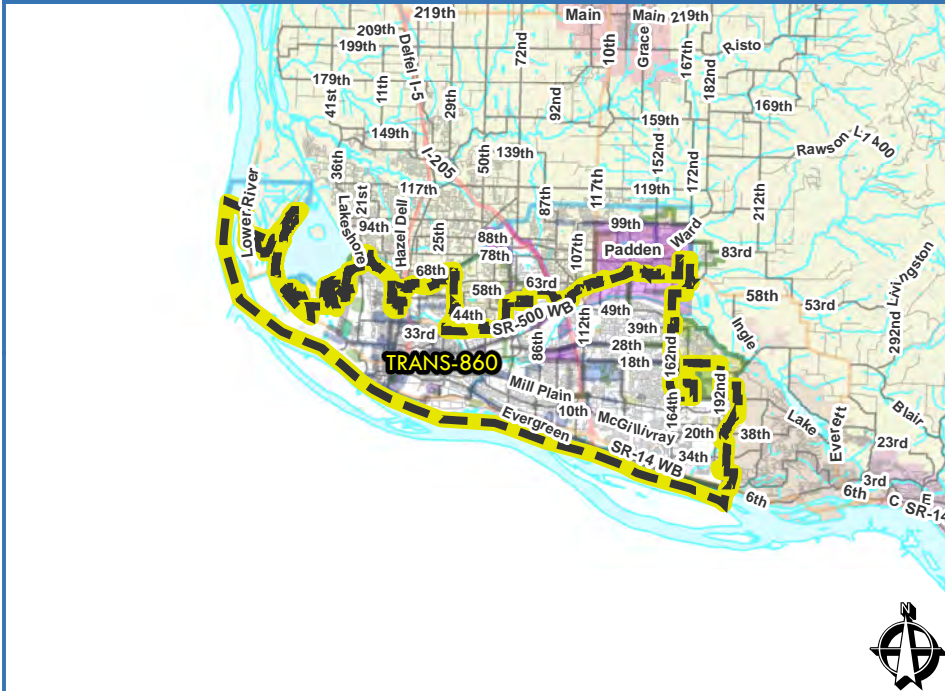 219th
Main
Main
219th
209th
199th
Delfel
I-5
72nd
10th
Grace
167th
182nd
Risto
179th
41st
11th
29th
92nd
169th
149th
159th
Rawson
I-205
50th
139th
152nd
172nd
36th
Lakeshore
21st
117th
87th
117th
119th
212th
Lower River
94th
Hazel Dell
25th
88th
78th
107th
99th
Padden
Ward
83rd
68th
58th
63rd
58th
53rd
292nd
Livingston
44th
SR-500 WB
49th
112th
39th
33rd
86th
28th
18th
162nd
Ingle
TRANS-860
Mill Plain
10th
164th
192nd
Evergreen
McGillivray
20th
38th
Lake
Everett
Blair
23rd
SR-14 WB
34th
6th
3rd
6th
E
C
SR-14
N